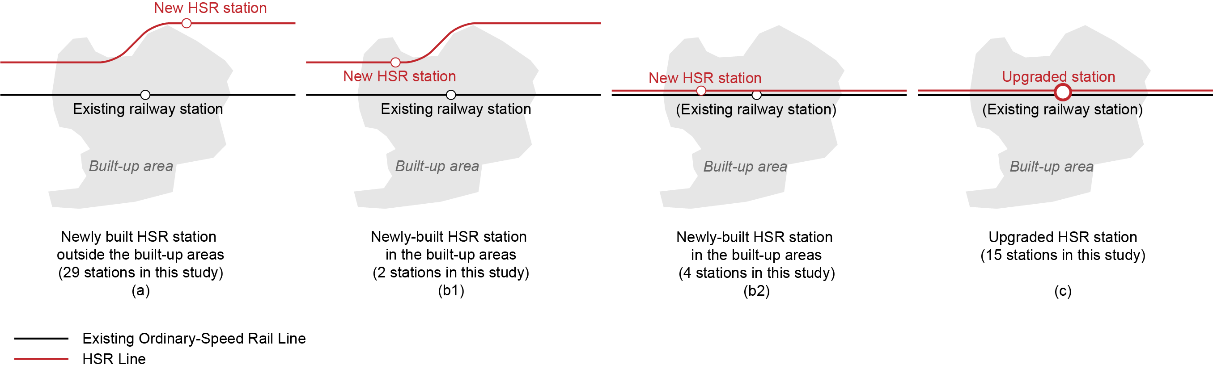 New HSR station
Existing railway station
Built-up area
Newly built HSR station
outside the built-up areas
(29 stations in this study)
(a)
New HSR station
Existing railway station
Built-up area
Newly-built HSR station
in the built-up areas
(2 stations in this study)
(b1)
New HSR station
(Existing railway station)
Built-up area
Newly-built HSR station
in the built-up areas
(4 stations in this study)
(b2)
Upgraded station
(Existing railway station)
Built-up area
Upgraded HSR station
(15 stations in this study)
(c)
Existing Ordinary-Speed Rail Line
HSR Line